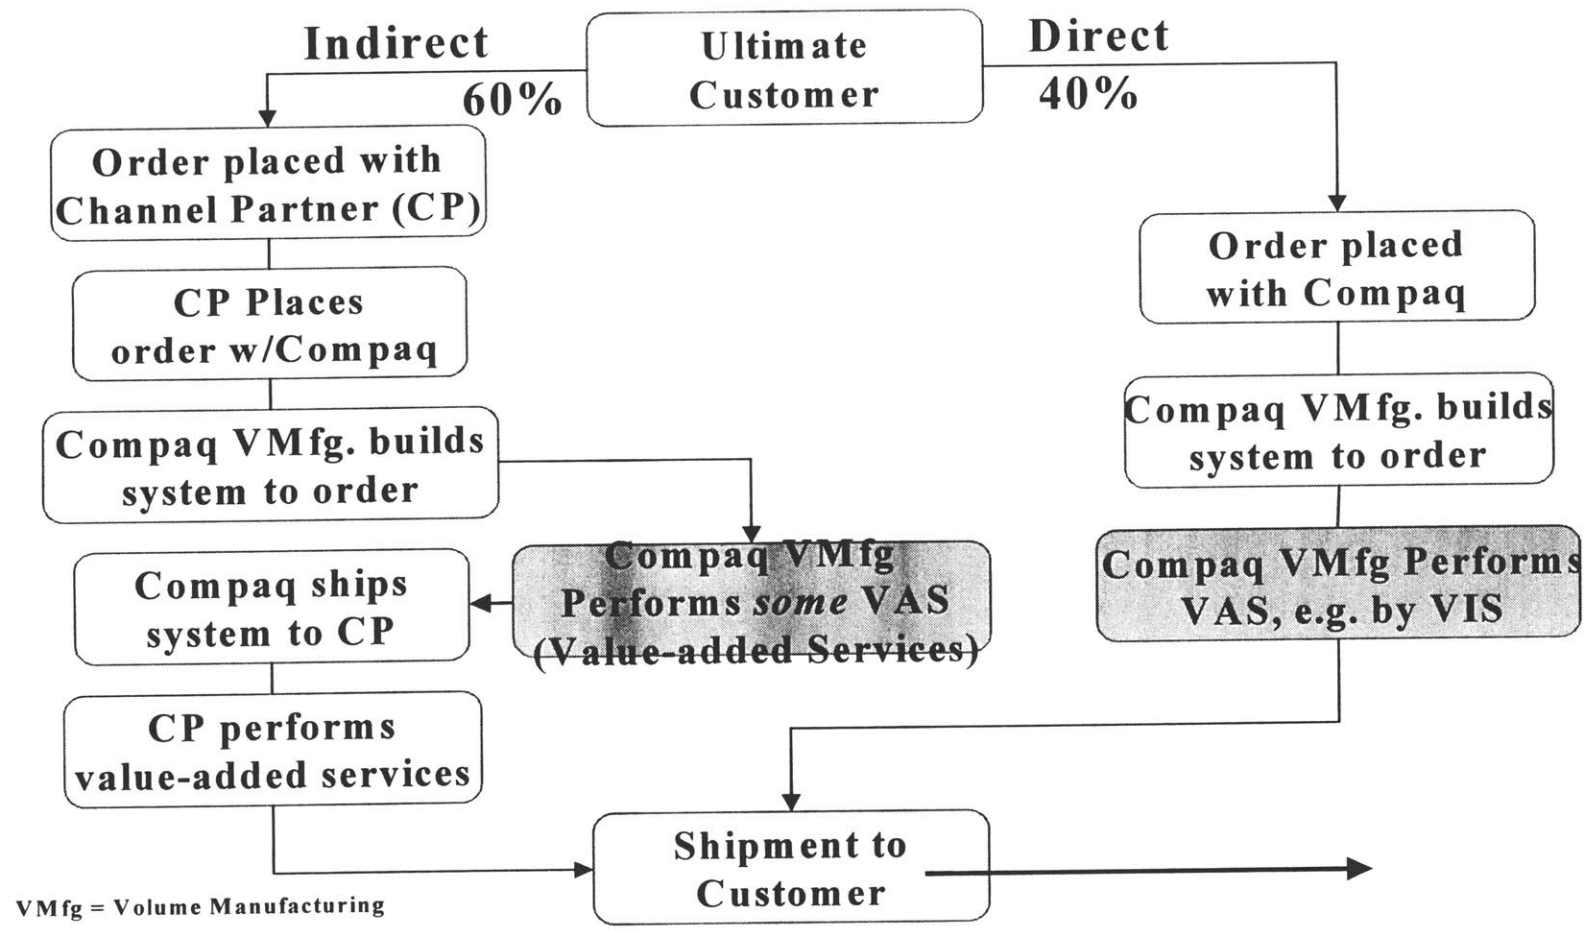 Indirect
60%
Ultimate
Customer
Direct
40%
Order placed with
Channel Partner (CP)
CP Places
order w/Compaq
Compaq VMfg. builds
system to order
Compaq VMfg
Performs some VAS
(Value-added Services)
Compaq ships
system to CP
CP performs
value-added services
Order placed
with Compaq
Compaq VMfg. builds
system to order
Compaq VMfg Performs
VAS, e.g. by VIS
Shipment to
Customer
VMfg = Volume Manufacturing